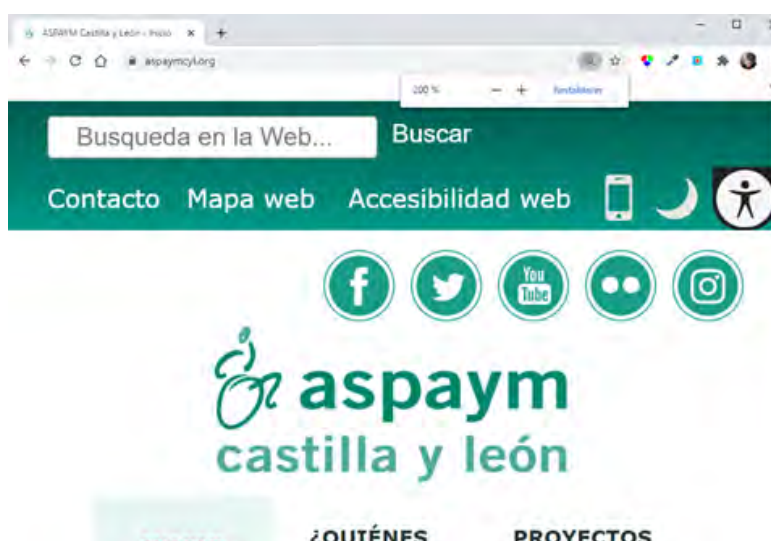 ASPAYM Castilla y León - Inicio
aspaymcyl.org
200 %
Restablecer
Busqueda en la Web...
Buscar
Contacto Mapa web Accesibilidad web
You
Tube
aspaym
castilla y león
¿QUIÉNES PROYECTOS